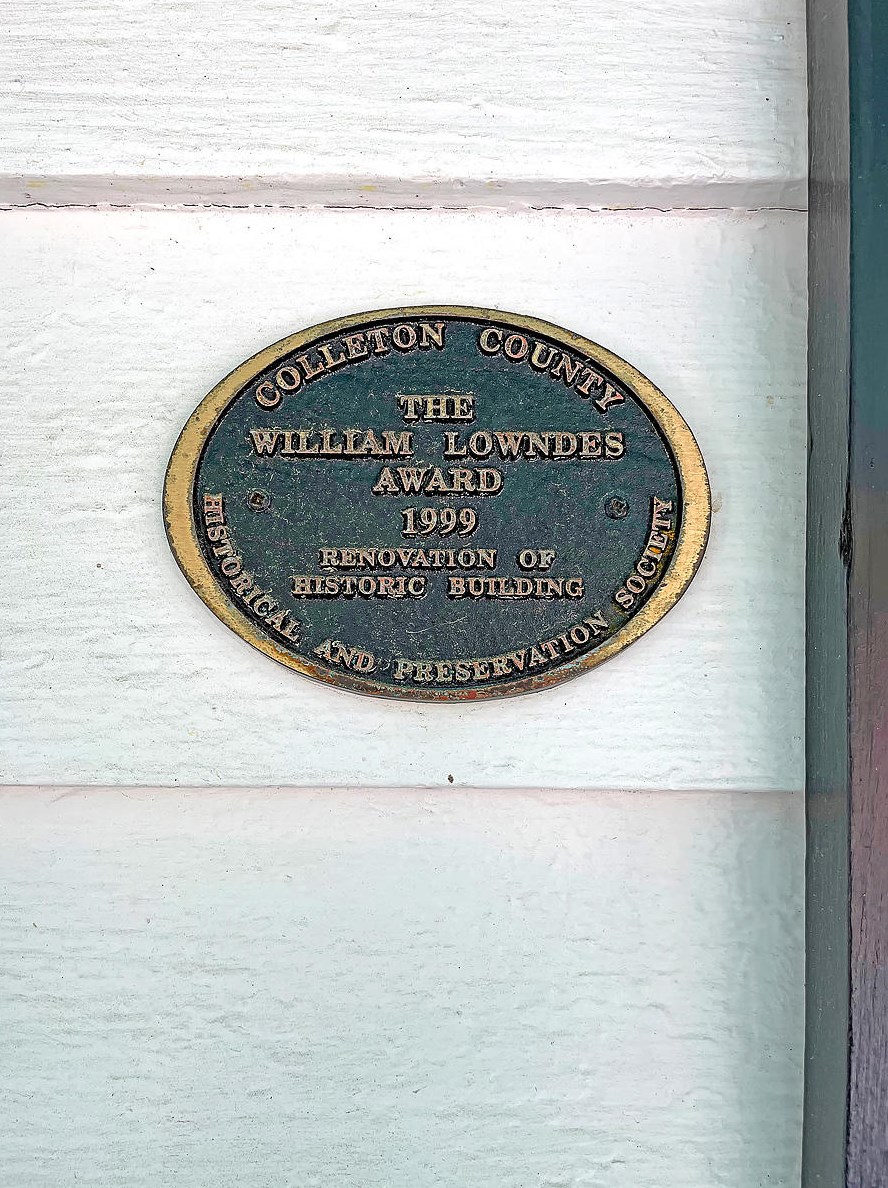 COLLETON COUNTY
THE
WILLIAM LOWNDES
AWARD
1999
RENOVATION OF
HISTORIC BUILDING
HISTORICAL AND PRESERVATION SOCIETY